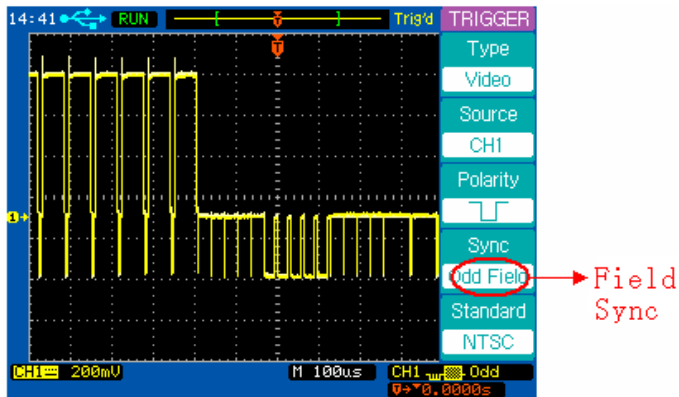 14:41 RUN T Trig'd TRIGGER
T
Type
Video
Source
CH1
Polarity
1
Sync
Odd Field
Field
Sync
Standard
NTSC
CH1 200mV M 100us CH1 Odd
T→▼0.0000s